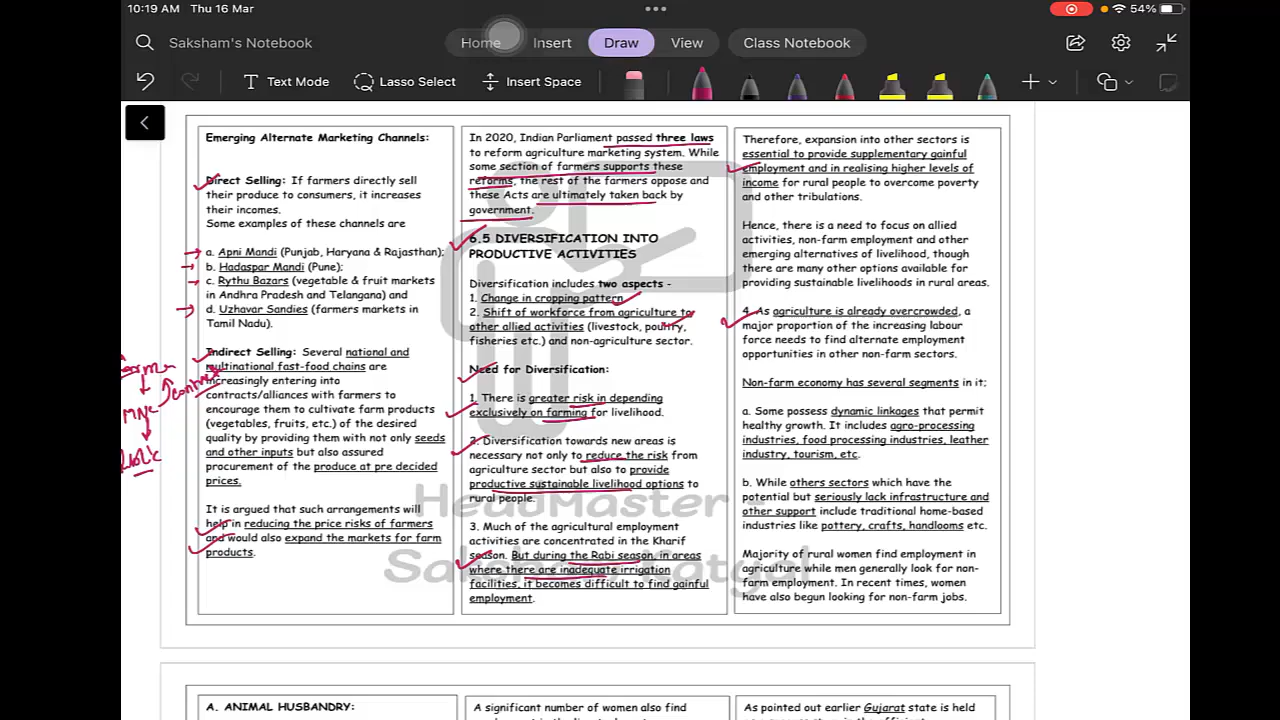 10:19 AM Thu 16 Mar
54%
Saksham's Notebook
Home Insert Draw View Class Notebook
Text Mode Lasso Select Insert Space
Emerging Alternate Marketing Channels:
Direct Selling: If farmers directly sell
their produce to consumers, it increases
their incomes.
Some examples of these channels are
a. Apni Mandi (Punjab, Haryana & Rajasthan);
b. Hadaspar Mandi (Pune);
c. Rythu Bazars (vegetable & fruit markets
in Andhra Pradesh and Telangana) and
d. Uzhavar Sandies (farmers markets in
Tamil Nadu).
Indirect Selling: Several national and
multinational fast-food chains are
increasingly entering into
contracts/alliances with farmers to
encourage them to cultivate farm products
(vegetables, fruits, etc.) of the desired
quality by providing them with not only seeds
and other inputs but also assured
procurement of the produce at pre decided
prices.
It is argued that such arrangements will
help in reducing the price risks of farmers
and would also expand the markets for farm
products.
MNC
In 2020, Indian Parliament passed three laws
to reform agriculture marketing system. While
some section of farmers supports these
reforms, the rest of the farmers oppose and
these Acts are ultimately taken back by
government.
6.5 DIVERSIFICATION INTO
PRODUCTIVE ACTIVITIES
Diversification includes two aspects -
1. Change in cropping pattern
2. Shift of workforce from agriculture to
other allied activities (livestock, poultry,
fisheries etc.) and non-agriculture sector.
Need for Diversification:
1. There is greater risk in depending
exclusively on farming for livelihood.
2. Diversification towards new areas is
necessary not only to reduce the risk from
agriculture sector but also to provide
productive sustainable livelihood options to
rural people.
3. Much of the agricultural employment
activities are concentrated in the Kharif
season. But during the Rabi season, in areas
where there are inadequate irrigation
facilities, it becomes difficult to find gainful
employment.
Therefore, expansion into other sectors is
essential to provide supplementary gainful
employment and in realising higher levels of
income for rural people to overcome poverty
and other tribulations.
Hence, there is a need to focus on allied
activities, non-farm employment and other
emerging alternatives of livelihood, though
there are many other options available for
providing sustainable livelihoods in rural areas.
4. As agriculture is already overcrowded, a
major proportion of the increasing labour
force needs to find alternate employment
opportunities in other non-farm sectors.
Non-farm economy has several segments in it;
a. Some possess dynamic linkages that permit
healthy growth. It includes agro-processing
industries, food processing industries, leather
industry, tourism, etc.
b. While others sectors which have the
potential but seriously lack infrastructure and
other support include traditional home-based
industries like pottery, crafts, handlooms etc.
Majority of rural women find employment in
agriculture while men generally look for non-
farm employment. In recent times, women
have also begun looking for non-farm jobs.
HeduMaster -
A. ANIMAL HUSBANDRY:
A significant number of women also find
As pointed out earlier Gujarat state is held